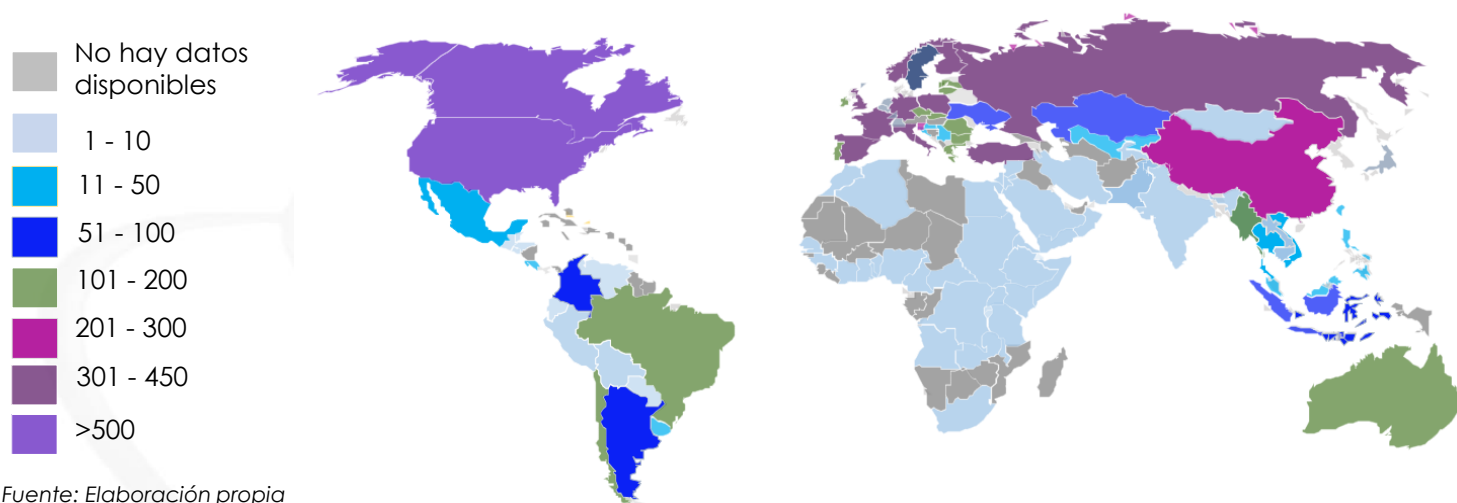 No hay datos
disponibles
1 - 10
11 - 50
51 - 100
101 - 200
201 - 300
301 - 450
>500
Fuente: Elaboración propia